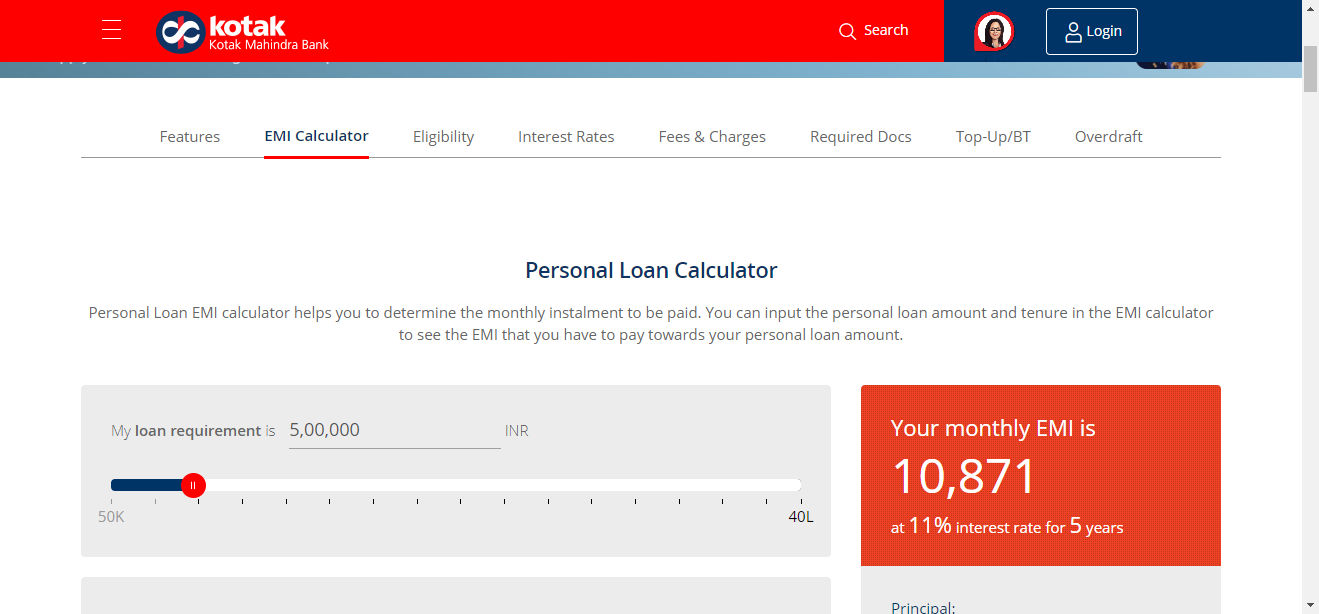 kotak
Kotak Mahindra Bank
Search
Login
Features EMI Calculator Eligibility Interest Rates Fees & Charges Required Docs Top-Up/BT Overdraft
Personal Loan Calculator
Personal Loan EMI calculator helps you to determine the monthly instalment to be paid. You can input the personal loan amount and tenure in the EMI calculator
to see the EMI that you have to pay towards your personal loan amount.
My loan requirement is 5,00,000 INR
50K 40L
Your monthly EMI is
10,871
at 11% interest rate for 5 years
Principal: